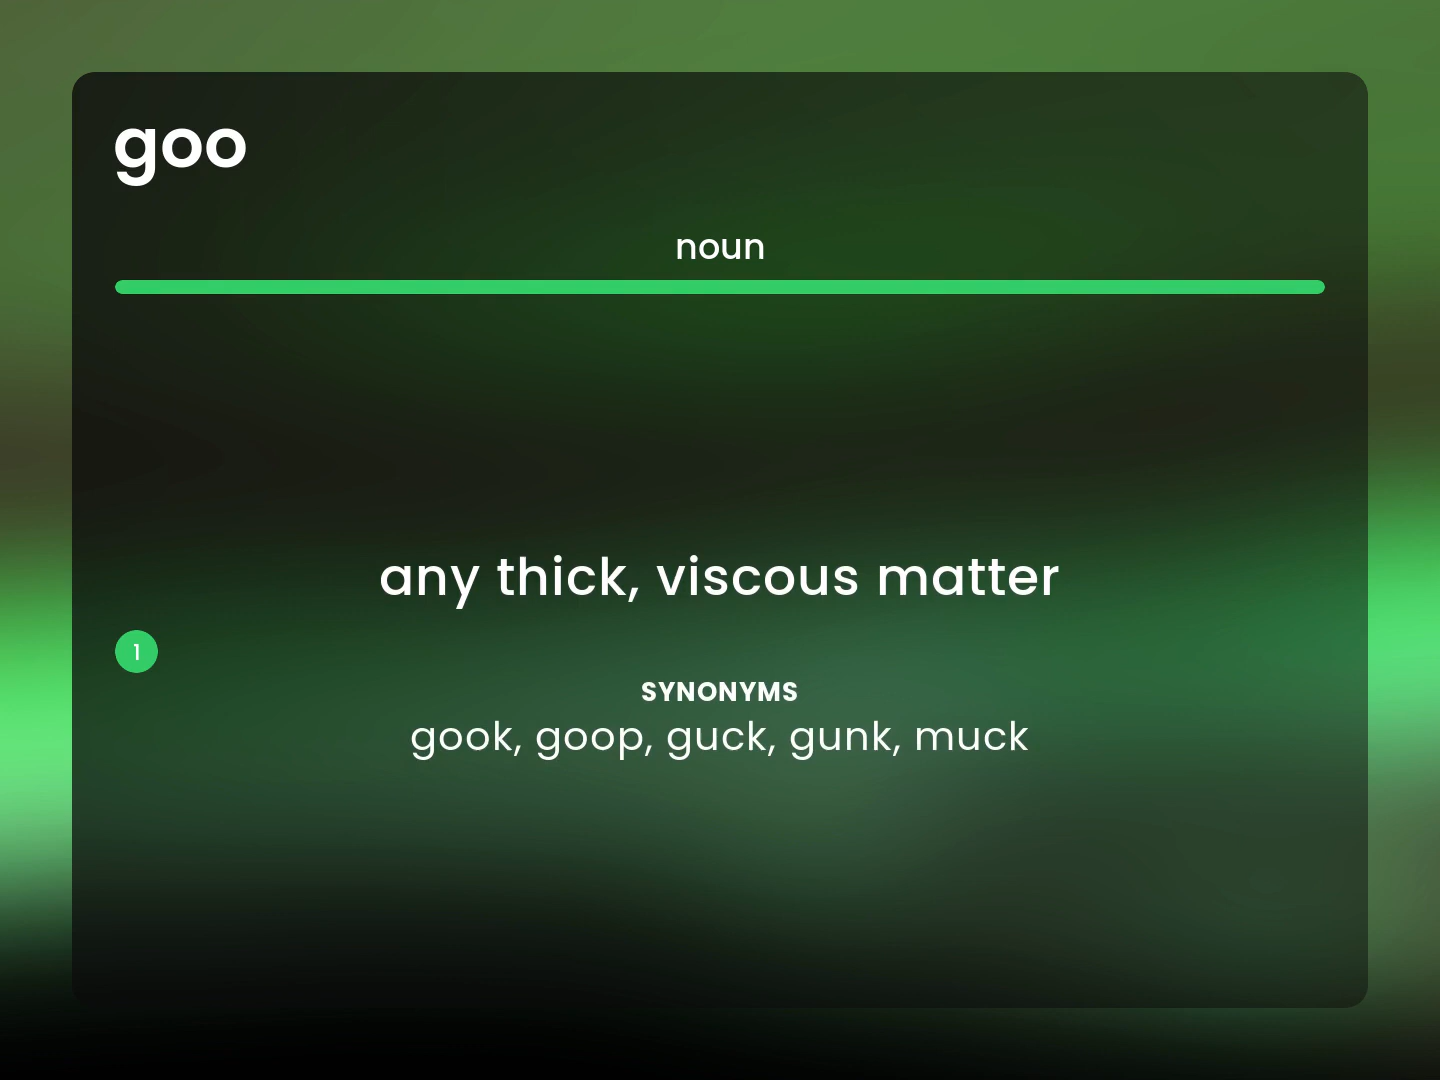 goo
noun
any thick, viscous matter
1
SYNONYMS
gook, goop, guck, gunk, muck